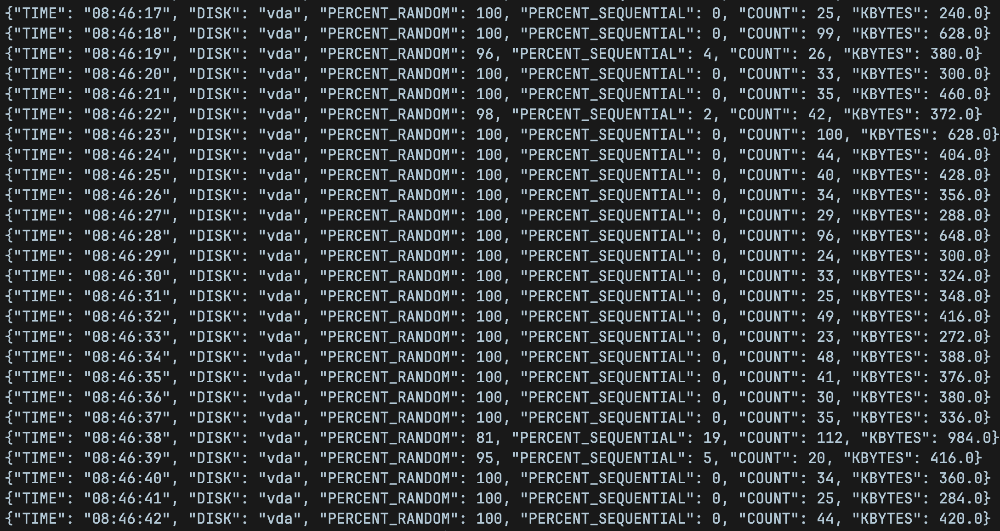 {"TIME": "08:46:17", "DISK": "vda", "PERCENT_RANDOM": 100, "PERCENT_SEQUENTIAL": 0, "COUNT": 25, "KBYTES": 240.0}
{"TIME": "08:46:18", "DISK": "vda", "PERCENT_RANDOM": 100, "PERCENT_SEQUENTIAL": 0, "COUNT": 99, "KBYTES": 628.0}
{"TIME": "08:46:19", "DISK": "vda", "PERCENT_RANDOM": 96, "PERCENT_SEQUENTIAL": 4, "COUNT": 26, "KBYTES": 380.0}
{"TIME": "08:46:20", "DISK": "vda", "PERCENT_RANDOM": 100, "PERCENT_SEQUENTIAL": 0, "COUNT": 33, "KBYTES": 300.0}
{"TIME": "08:46:21", "DISK": "vda", "PERCENT_RANDOM": 100, "PERCENT_SEQUENTIAL": 0, "COUNT": 35, "KBYTES": 460.0}
{"TIME": "08:46:22", "DISK": "vda", "PERCENT_RANDOM": 98, "PERCENT_SEQUENTIAL": 2, "COUNT": 42, "KBYTES": 372.0}
{"TIME": "08:46:23", "DISK": "vda", "PERCENT_RANDOM": 100, "PERCENT_SEQUENTIAL": 0, "COUNT": 100, "KBYTES": 628.0}
{"TIME": "08:46:24", "DISK": "vda", "PERCENT_RANDOM": 100, "PERCENT_SEQUENTIAL": 0, "COUNT": 44, "KBYTES": 404.0}
{"TIME": "08:46:25", "DISK": "vda", "PERCENT_RANDOM": 100, "PERCENT_SEQUENTIAL": 0, "COUNT": 40, "KBYTES": 428.0}
{"TIME": "08:46:26", "DISK": "vda", "PERCENT_RANDOM": 100, "PERCENT_SEQUENTIAL": 0, "COUNT": 34, "KBYTES": 356.0}
{"TIME": "08:46:27", "DISK": "vda", "PERCENT_RANDOM": 100, "PERCENT_SEQUENTIAL": 0, "COUNT": 29, "KBYTES": 288.0}
{"TIME": "08:46:28", "DISK": "vda", "PERCENT_RANDOM": 100, "PERCENT_SEQUENTIAL": 0, "COUNT": 96, "KBYTES": 648.0}
{"TIME": "08:46:29", "DISK": "vda", "PERCENT_RANDOM": 100, "PERCENT_SEQUENTIAL": 0, "COUNT": 24, "KBYTES": 300.0}
{"TIME": "08:46:30", "DISK": "vda", "PERCENT_RANDOM": 100, "PERCENT_SEQUENTIAL": 0, "COUNT": 33, "KBYTES": 324.0}
{"TIME": "08:46:31", "DISK": "vda", "PERCENT_RANDOM": 100, "PERCENT_SEQUENTIAL": 0, "COUNT": 25, "KBYTES": 348.0}
{"TIME": "08:46:32", "DISK": "vda", "PERCENT_RANDOM": 100, "PERCENT_SEQUENTIAL": 0, "COUNT": 49, "KBYTES": 416.0}
{"TIME": "08:46:33", "DISK": "vda", "PERCENT_RANDOM": 100, "PERCENT_SEQUENTIAL": 0, "COUNT": 23, "KBYTES": 272.0}
{"TIME": "08:46:34", "DISK": "vda", "PERCENT_RANDOM": 100, "PERCENT_SEQUENTIAL": 0, "COUNT": 48, "KBYTES": 388.0}
{"TIME": "08:46:35", "DISK": "vda", "PERCENT_RANDOM": 100, "PERCENT_SEQUENTIAL": 0, "COUNT": 41, "KBYTES": 376.0}
{"TIME": "08:46:36", "DISK": "vda", "PERCENT_RANDOM": 100, "PERCENT_SEQUENTIAL": 0, "COUNT": 30, "KBYTES": 380.0}
{"TIME": "08:46:37", "DISK": "vda", "PERCENT_RANDOM": 100, "PERCENT_SEQUENTIAL": 0, "COUNT": 35, "KBYTES": 336.0}
{"TIME": "08:46:38", "DISK": "vda", "PERCENT_RANDOM": 81, "PERCENT_SEQUENTIAL": 19, "COUNT": 112, "KBYTES": 984.0}
{"TIME": "08:46:39", "DISK": "vda", "PERCENT_RANDOM": 95, "PERCENT_SEQUENTIAL": 5, "COUNT": 20, "KBYTES": 416.0}
{"TIME": "08:46:40", "DISK": "vda", "PERCENT_RANDOM": 100, "PERCENT_SEQUENTIAL": 0, "COUNT": 34, "KBYTES": 360.0}
{"TIME": "08:46:41", "DISK": "vda", "PERCENT_RANDOM": 100, "PERCENT_SEQUENTIAL": 0, "COUNT": 25, "KBYTES": 284.0}
{"TIME": "08:46:42", "DISK": "vda", "PERCENT_RANDOM": 100, "PERCENT_SEQUENTIAL": 0, "COUNT": 44, "KBYTES": 420.0}